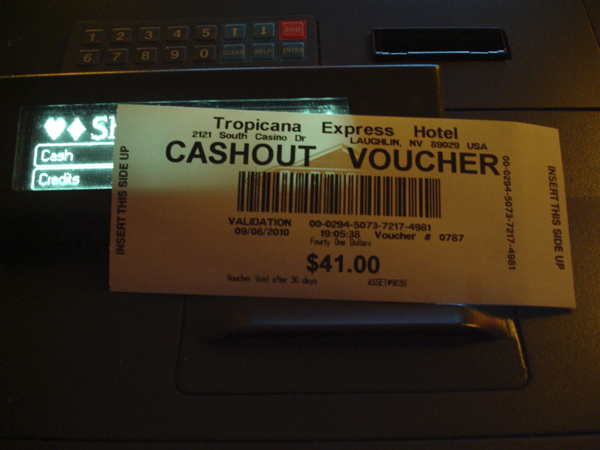 1 2 3 4 5 ⬆ ⬇
6 7 8 9 0 CLEAR HELP ENTER
Cash
Credits
Tropicana Express Hotel
2121 South Casino Dr LAUGHLIN, NV 89029 USA
CASHOUT VOUCHER
INSERT THIS SIDE UP
00-0294-5073-7217-4981
INSERT THIS SIDE UP
VALIDATION 00-0294-5073-7217-4981
09/08/2010 19:05:38 Voucher # 0787
Fourty One Dollars
$41.00
Voucher Void after 30 days ASSET#9035